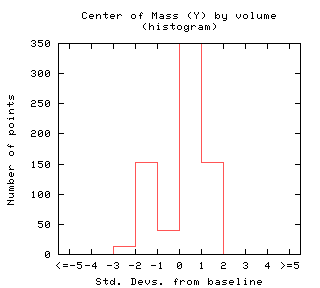 Center of Mass (Y) by volume
(histogram)
350
300
250
200
150
100
50
0
Number of points
<=-5 -4 -3 -2 -1 0 1 2 3 4 >=5
Std. Devs. from baseline